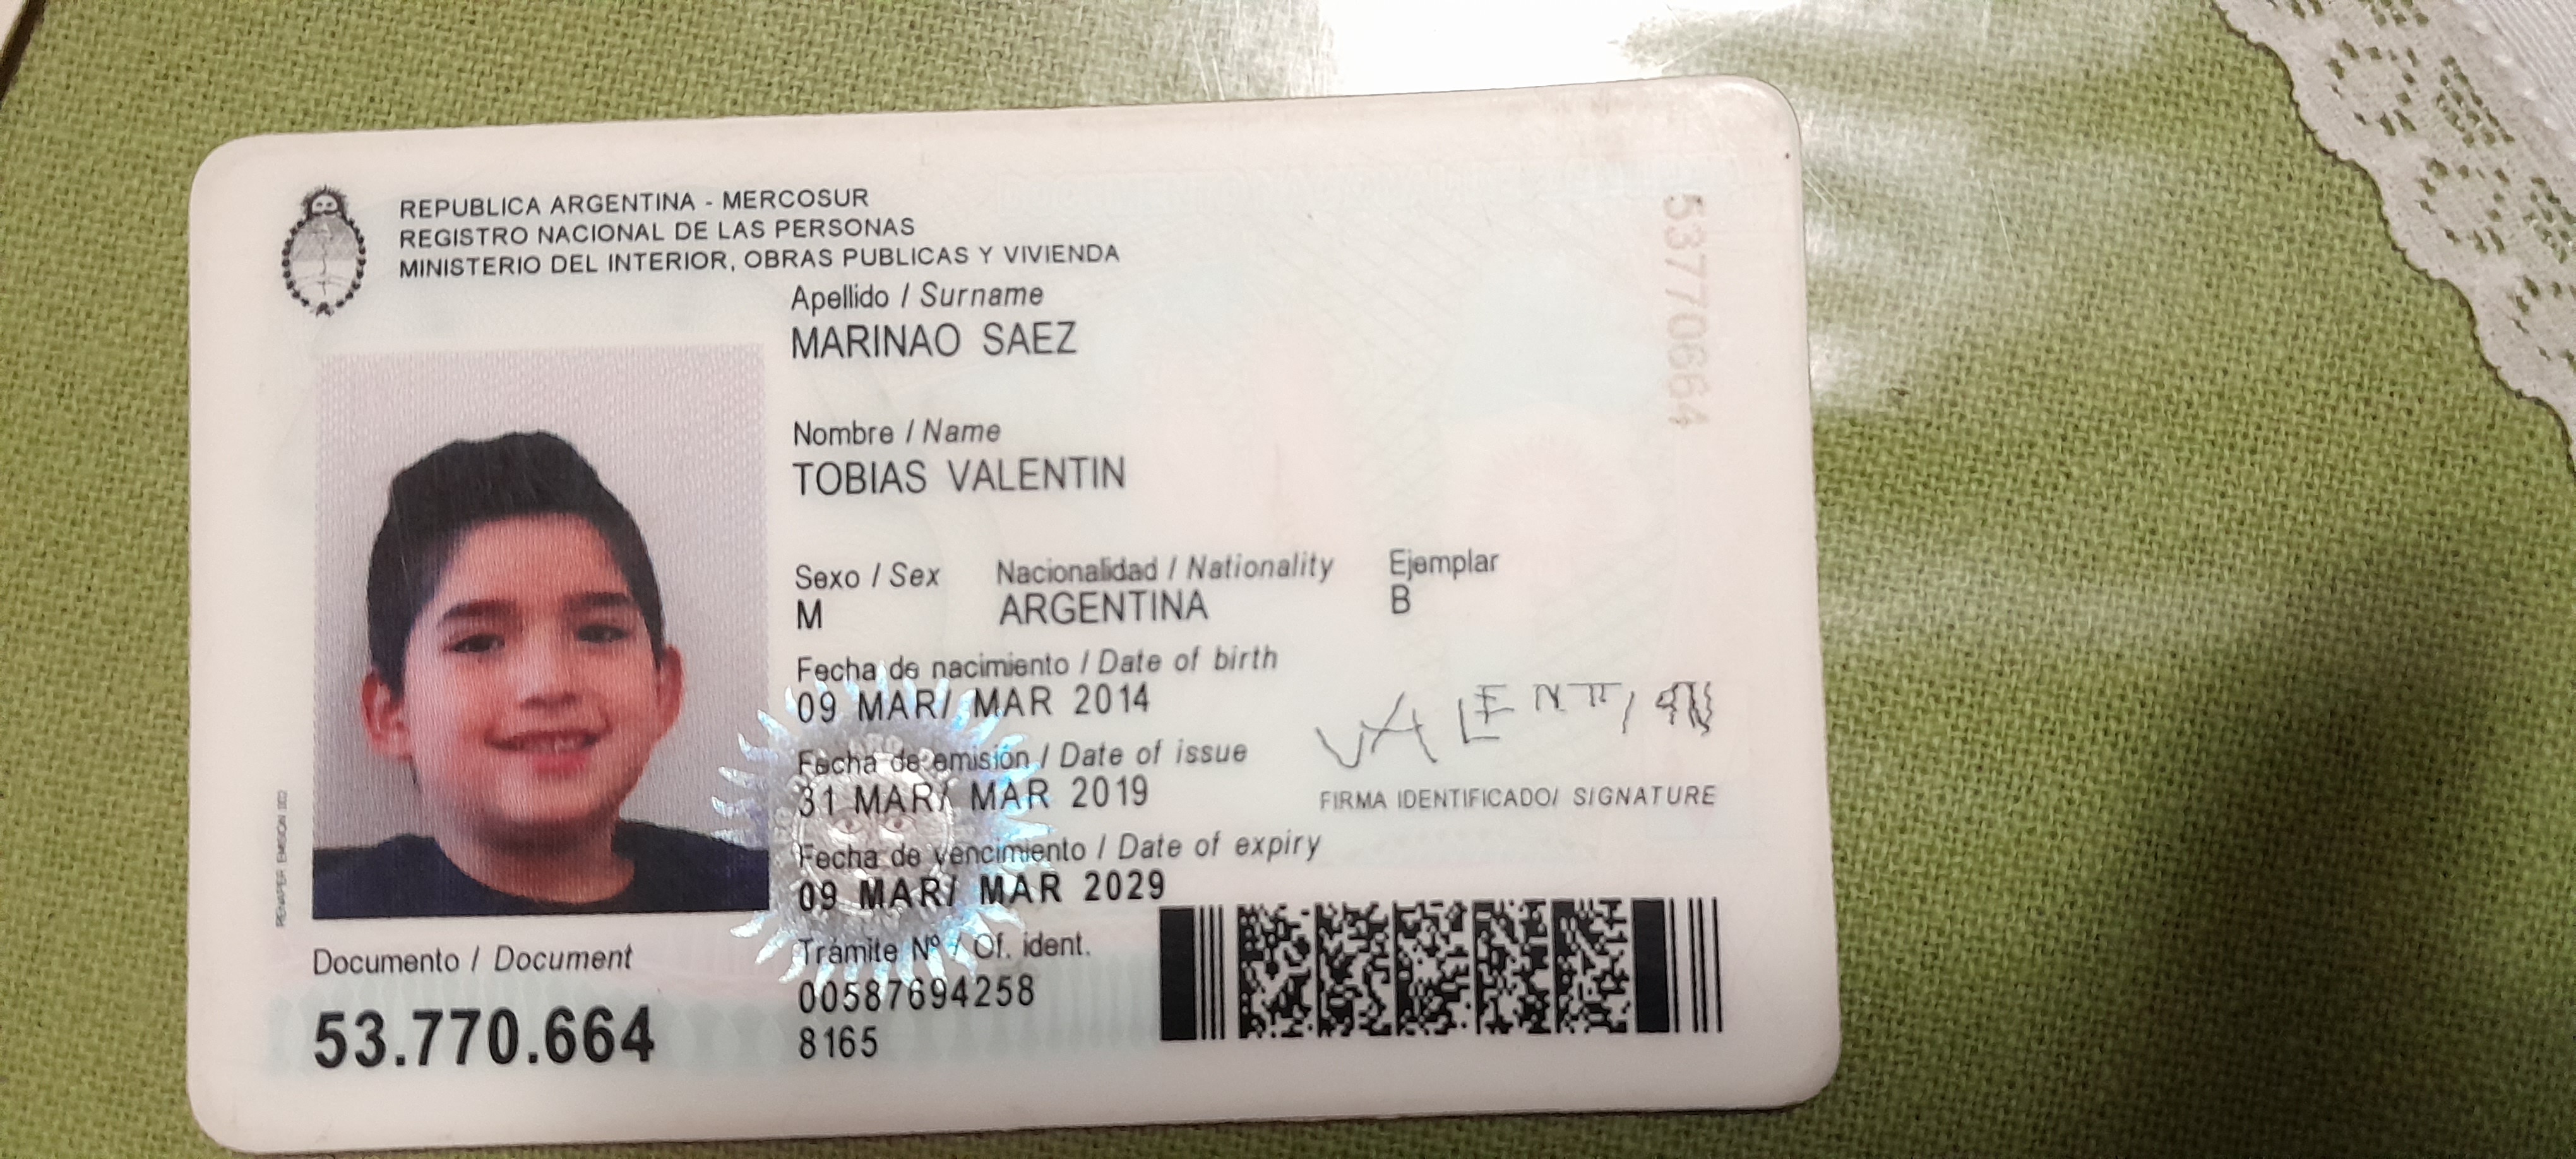 REPUBLICA ARGENTINA - MERCOSUR
REGISTRO NACIONAL DE LAS PERSONAS
MINISTERIO DEL INTERIOR, OBRAS PUBLICAS Y VIVIENDA
Apellido / Surname
MARINAO SAEZ
Nombre / Name
TOBIAS VALENTIN
Sexo / Sex Nacionalidad / Nationality Ejemplar
M ARGENTINA B
Fecha de nacimiento / Date of birth
09 MAR/ MAR 2014
Fecha de emisión / Date of issue
31 MAR/ MAR 2019
Fecha de vencimiento / Date of expiry
09 MAR/ MAR 2029
FIRMA IDENTIFICADO/ SIGNATURE
Trámite Nº / Of. ident.
00587694258
8165
Documento / Document
53.770.664
RENAPER EMISION 002
53770664